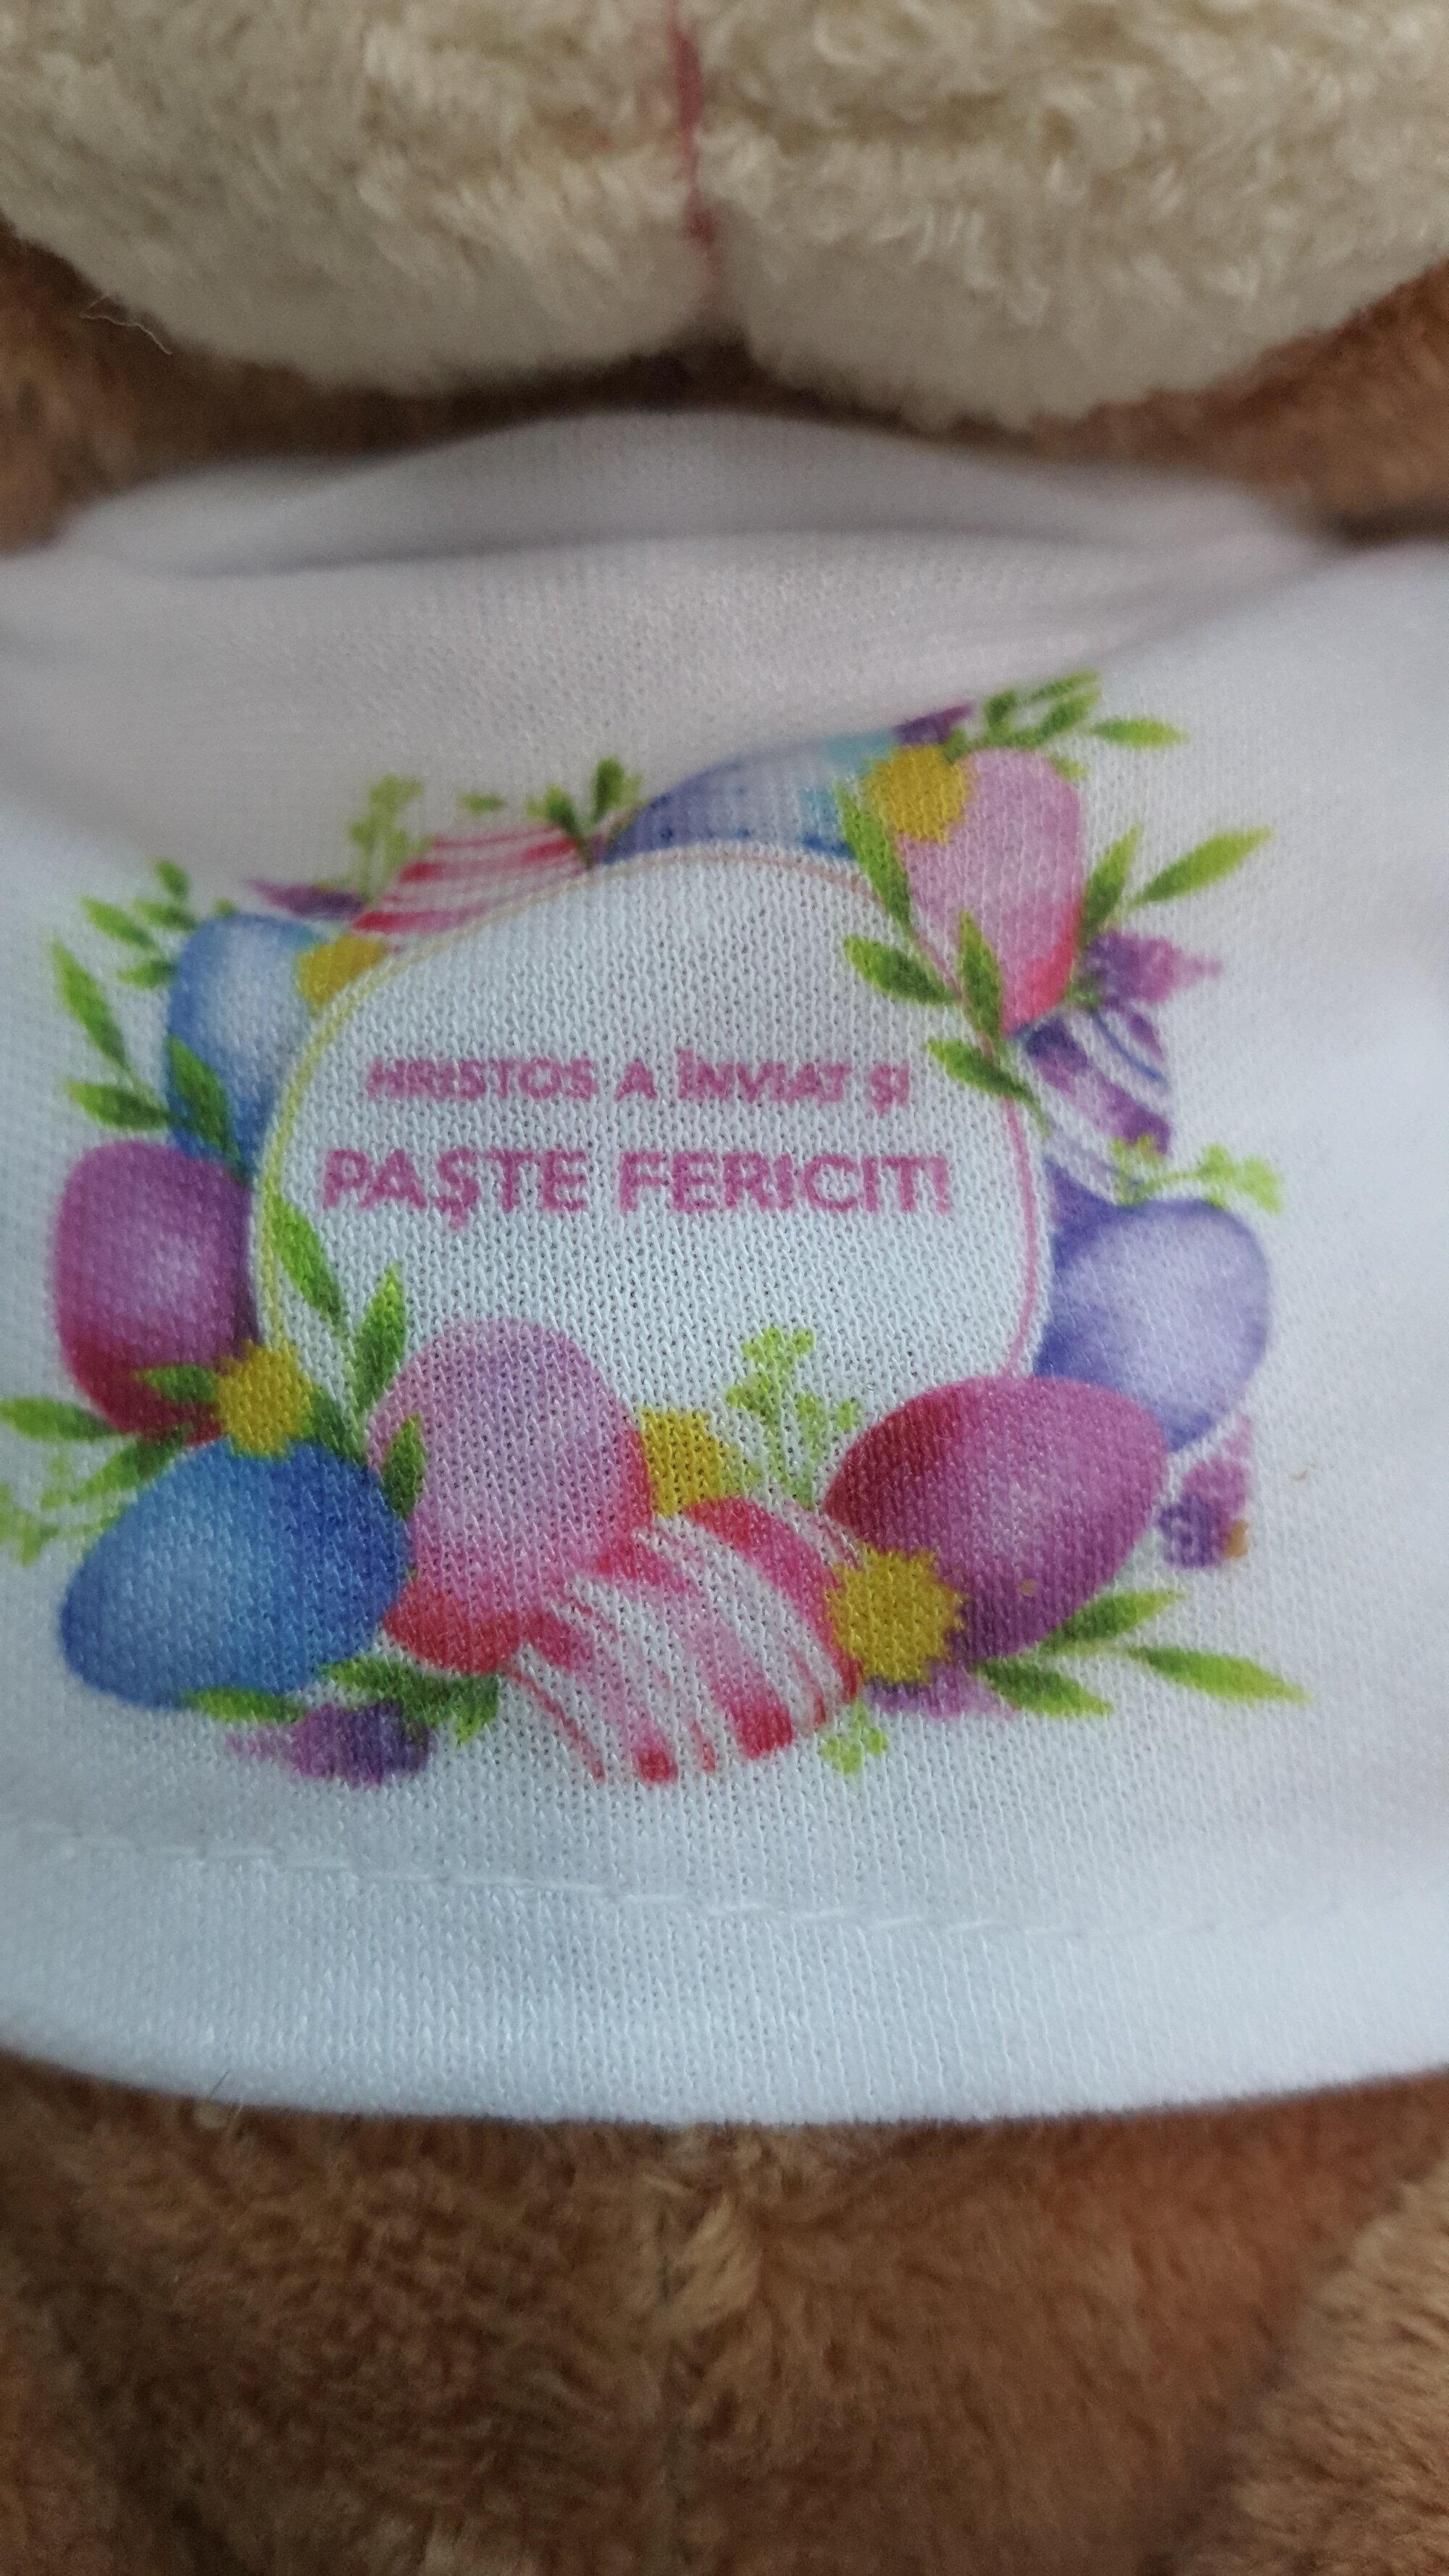 HRISTOS A ÎNVIAT ȘI
PAȘTE FERICIT!